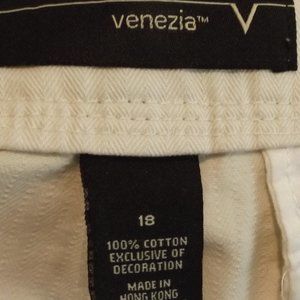 venezia™ V
18
100% COTTON
EXCLUSIVE OF
DECORATION
MADE IN
HONG KONG